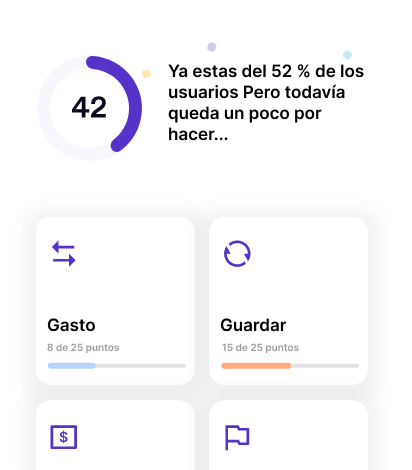 42
Ya estas del 52 % de los
usuarios Pero todavía
queda un poco por
hacer...
Gasto
8 de 25 puntos
Guardar
15 de 25 puntos
$